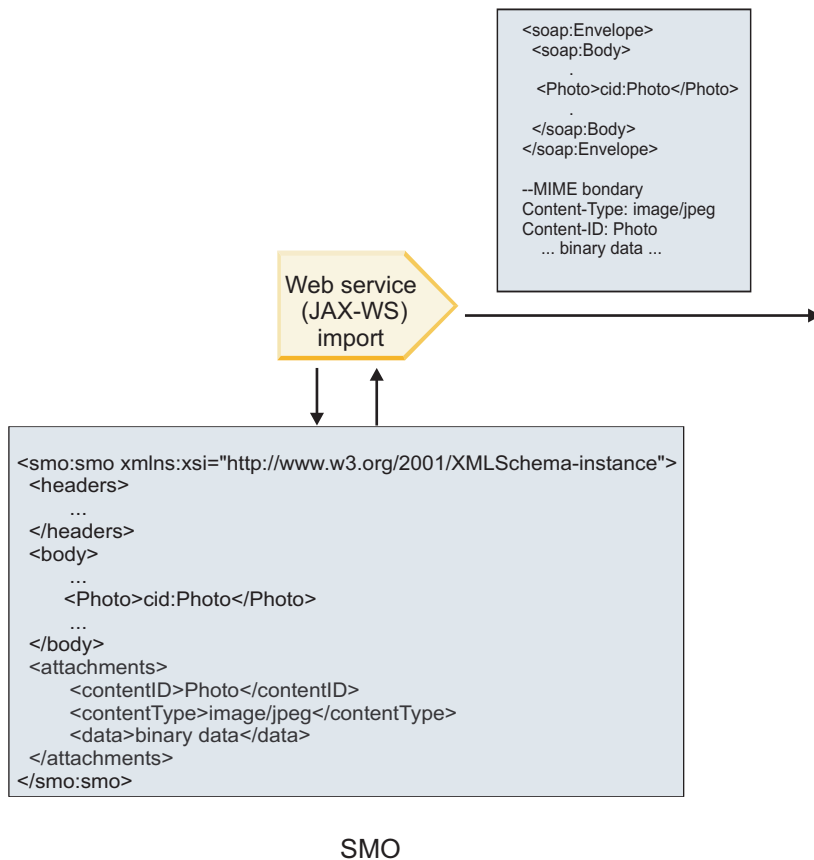 <soap:Envelope>
<soap:Body>
.
<Photo>cid:Photo</Photo>
.
</soap:Body>
</soap:Envelope>
--MIME bondary
Content-Type: image/jpeg
Content-ID: Photo
... binary data ...
Web service
(JAX-WS)
import
<smo:smo xmlns:xsi="http://www.w3.org/2001/XMLSchema-instance">
<headers>
...
</headers>
<body>
...
<Photo>cid:Photo</Photo>
...
</body>
<attachments>
<contentID>Photo</contentID>
<contentType>image/jpeg</contentType>
<data>binary data</data>
</attachments>
</smo:smo>
SMO